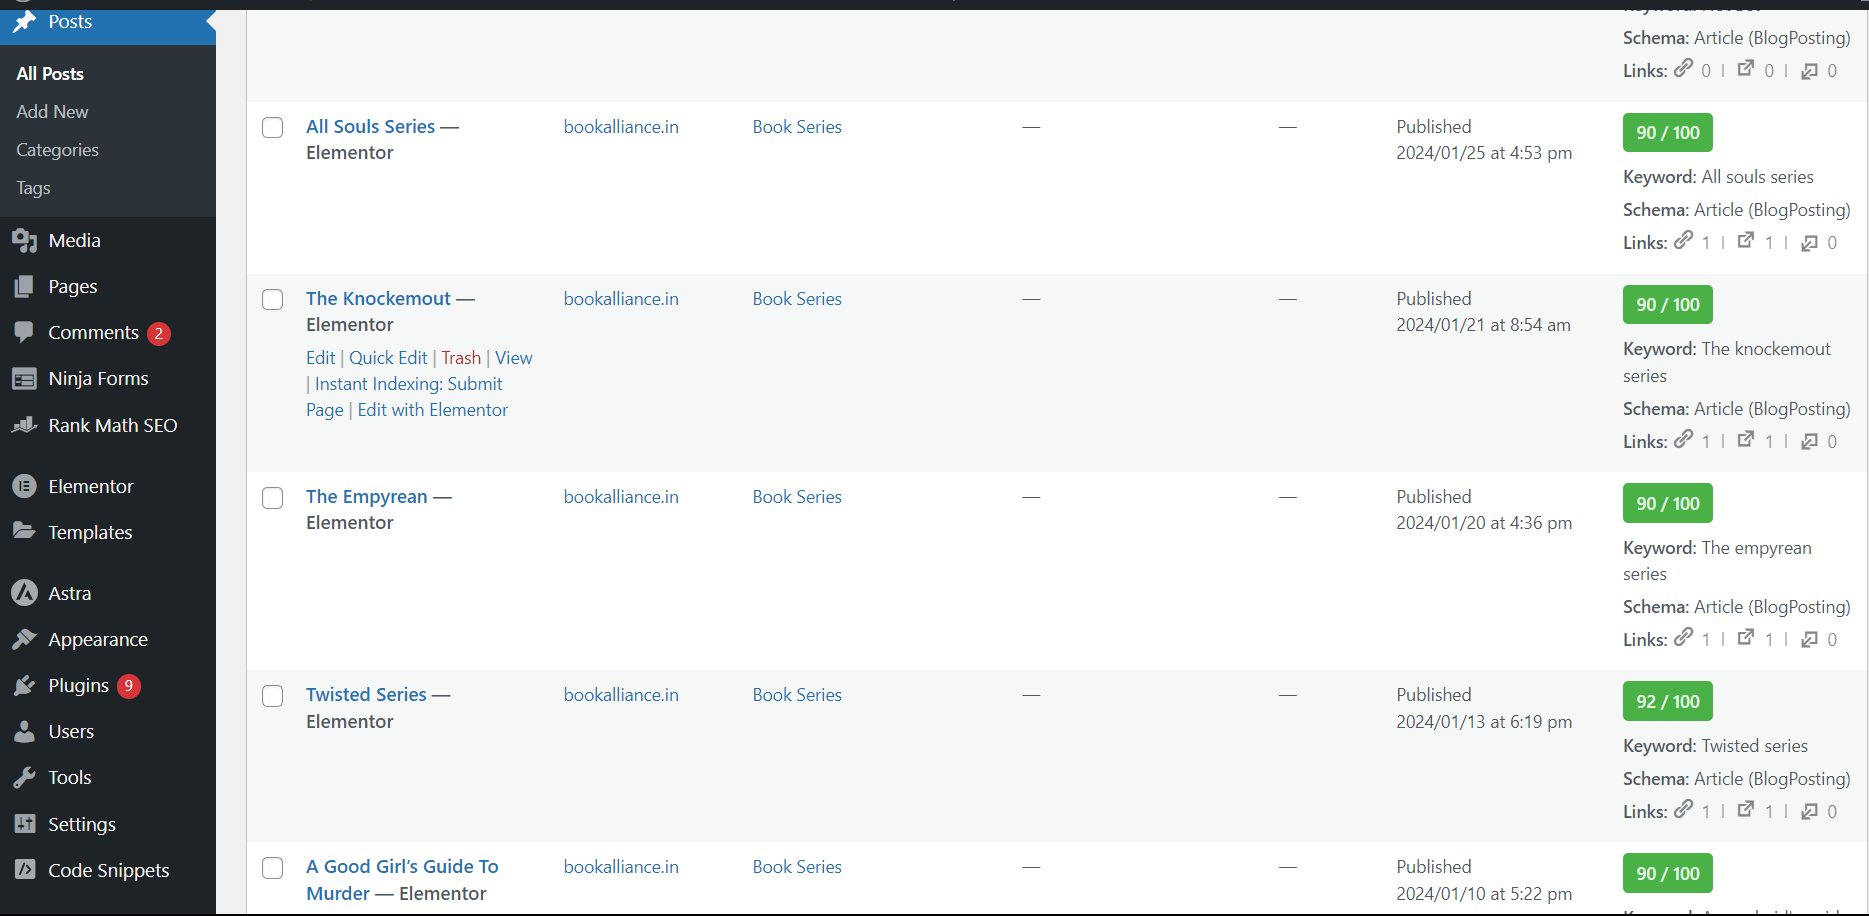 Posts
All Posts
Add New
Categories
Tags
Media
Pages
Comments 2
Ninja Forms
Rank Math SEO
Elementor
Templates
Astra
Appearance
Plugins 9
Users
Tools
Settings
Code Snippets
Schema: Article (BlogPosting)
Links: 0 | 0 | 0
All Souls Series —
Elementor
bookalliance.in
Book Series
—
—
Published
2024/01/25 at 4:53 pm
90 / 100
Keyword: All souls series
Schema: Article (BlogPosting)
Links: 1 | 1 | 0
The Knockemout —
Elementor
Edit | Quick Edit | Trash | View
| Instant Indexing: Submit
Page | Edit with Elementor
bookalliance.in
Book Series
—
—
Published
2024/01/21 at 8:54 am
90 / 100
Keyword: The knockemout
series
Schema: Article (BlogPosting)
Links: 1 | 1 | 0
The Empyrean —
Elementor
bookalliance.in
Book Series
—
—
Published
2024/01/20 at 4:36 pm
90 / 100
Keyword: The empyrean
series
Schema: Article (BlogPosting)
Links: 1 | 1 | 0
Twisted Series —
Elementor
bookalliance.in
Book Series
—
—
Published
2024/01/13 at 6:19 pm
92 / 100
Keyword: Twisted series
Schema: Article (BlogPosting)
Links: 1 | 1 | 0
A Good Girl’s Guide To
Murder — Elementor
bookalliance.in
Book Series
—
—
Published
2024/01/10 at 5:22 pm
90 / 100